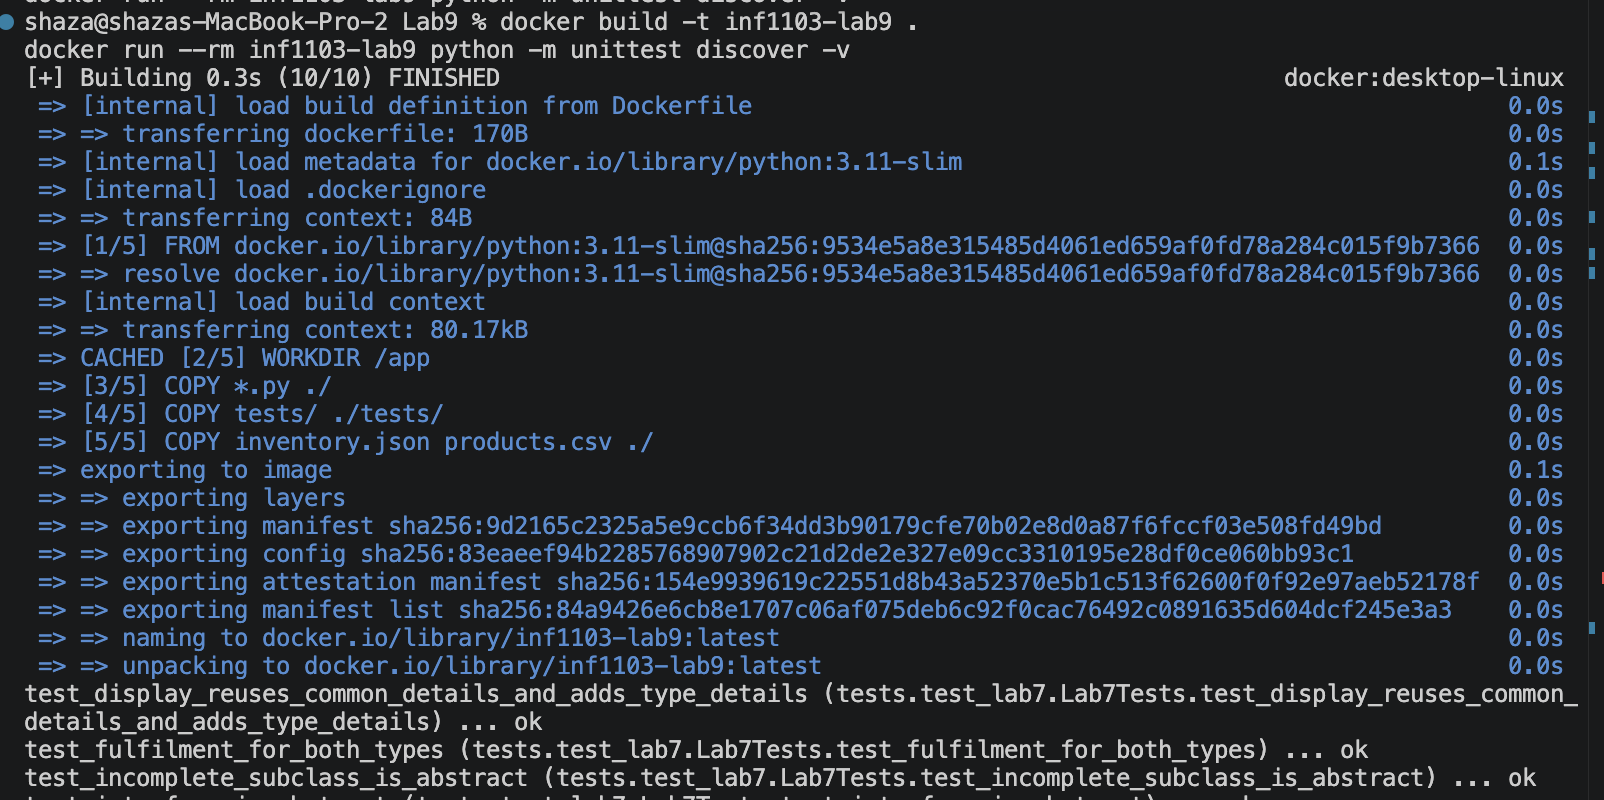 shaza@shazas-MacBook-Pro-2 Lab9 % docker build -t inf1103-lab9 .
docker run --rm inf1103-lab9 python -m unittest discover -v
[+] Building 0.3s (10/10) FINISHED docker:desktop-linux
=> [internal] load build definition from Dockerfile 0.0s
=> => transferring dockerfile: 170B 0.0s
=> [internal] load metadata for docker.io/library/python:3.11-slim 0.1s
=> [internal] load .dockerignore 0.0s
=> => transferring context: 84B 0.0s
=> [1/5] FROM docker.io/library/python:3.11-slim@sha256:9534e5a8e315485d4061ed659af0fd78a284c015f9b7366 0.0s
=> => resolve docker.io/library/python:3.11-slim@sha256:9534e5a8e315485d4061ed659af0fd78a284c015f9b7366 0.0s
=> [internal] load build context 0.0s
=> => transferring context: 80.17kB 0.0s
=> CACHED [2/5] WORKDIR /app 0.0s
=> [3/5] COPY *.py ./ 0.0s
=> [4/5] COPY tests/ ./tests/ 0.0s
=> [5/5] COPY inventory.json products.csv ./ 0.0s
=> exporting to image 0.1s
=> => exporting layers 0.0s
=> => exporting manifest sha256:9d2165c2325a5e9ccb6f34dd3b90179cfe70b02e8d0a87f6fccf03e508fd49bd 0.0s
=> => exporting config sha256:83eaeef94b2285768907902c21d2de2e327e09cc3310195e28df0ce060bb93c1 0.0s
=> => exporting attestation manifest sha256:154e9939619c22551d8b43a52370e5b1c513f62600f0f92e97aeb52178f 0.0s
=> => exporting manifest list sha256:84a9426e6cb8e1707c06af075deb6c92f0cac76492c0891635d604dcf245e3a3 0.0s
=> => naming to docker.io/library/inf1103-lab9:latest 0.0s
=> => unpacking to docker.io/library/inf1103-lab9:latest 0.0s
test_display_reuses_common_details_and_adds_type_details (tests.test_lab7.Lab7Tests.test_display_reuses_common_
details_and_adds_type_details) ... ok
test_fulfilment_for_both_types (tests.test_lab7.Lab7Tests.test_fulfilment_for_both_types) ... ok
test_incomplete_subclass_is_abstract (tests.test_lab7.Lab7Tests.test_incomplete_subclass_is_abstract) ... ok